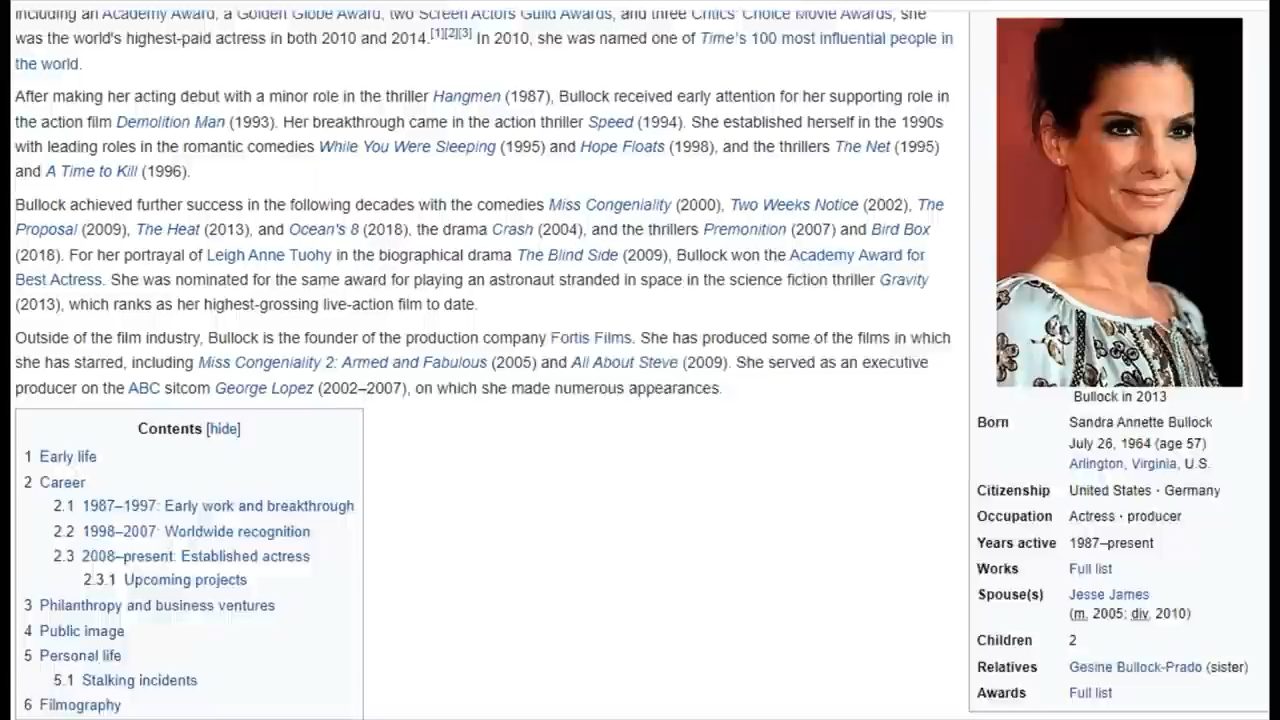 including an Academy Award, a Golden Globe Award, two Screen Actors Guild Awards, and three Critics' Choice Movie Awards, she
was the world's highest-paid actress in both 2010 and 2014.[1][2][3] In 2010, she was named one of Time's 100 most influential people in
the world.
After making her acting debut with a minor role in the thriller Hangmen (1987), Bullock received early attention for her supporting role in
the action film Demolition Man (1993). Her breakthrough came in the action thriller Speed (1994). She established herself in the 1990s
with leading roles in the romantic comedies While You Were Sleeping (1995) and Hope Floats (1998), and the thrillers The Net (1995)
and A Time to Kill (1996).
Bullock achieved further success in the following decades with the comedies Miss Congeniality (2000), Two Weeks Notice (2002), The
Proposal (2009), The Heat (2013), and Ocean's 8 (2018), the drama Crash (2004), and the thrillers Premonition (2007) and Bird Box
(2018). For her portrayal of Leigh Anne Tuohy in the biographical drama The Blind Side (2009), Bullock won the Academy Award for
Best Actress. She was nominated for the same award for playing an astronaut stranded in space in the science fiction thriller Gravity
(2013), which ranks as her highest-grossing live-action film to date.
Outside of the film industry, Bullock is the founder of the production company Fortis Films. She has produced some of the films in which
she has starred, including Miss Congeniality 2: Armed and Fabulous (2005) and All About Steve (2009). She served as an executive
producer on the ABC sitcom George Lopez (2002–2007), on which she made numerous appearances.
Contents [hide]
1 Early life
2 Career
2.1 1987–1997: Early work and breakthrough
2.2 1998–2007: Worldwide recognition
2.3 2008–present: Established actress
2.3.1 Upcoming projects
3 Philanthropy and business ventures
4 Public image
5 Personal life
5.1 Stalking incidents
6 Filmography
Bullock in 2013
Born Sandra Annette Bullock
July 26, 1964 (age 57)
Arlington, Virginia, U.S.
Citizenship United States · Germany
Occupation Actress · producer
Years active 1987–present
Works Full list
Spouse(s) Jesse James
(m. 2005; div. 2010)
Children 2
Relatives Gesine Bullock-Prado (sister)
Awards Full list